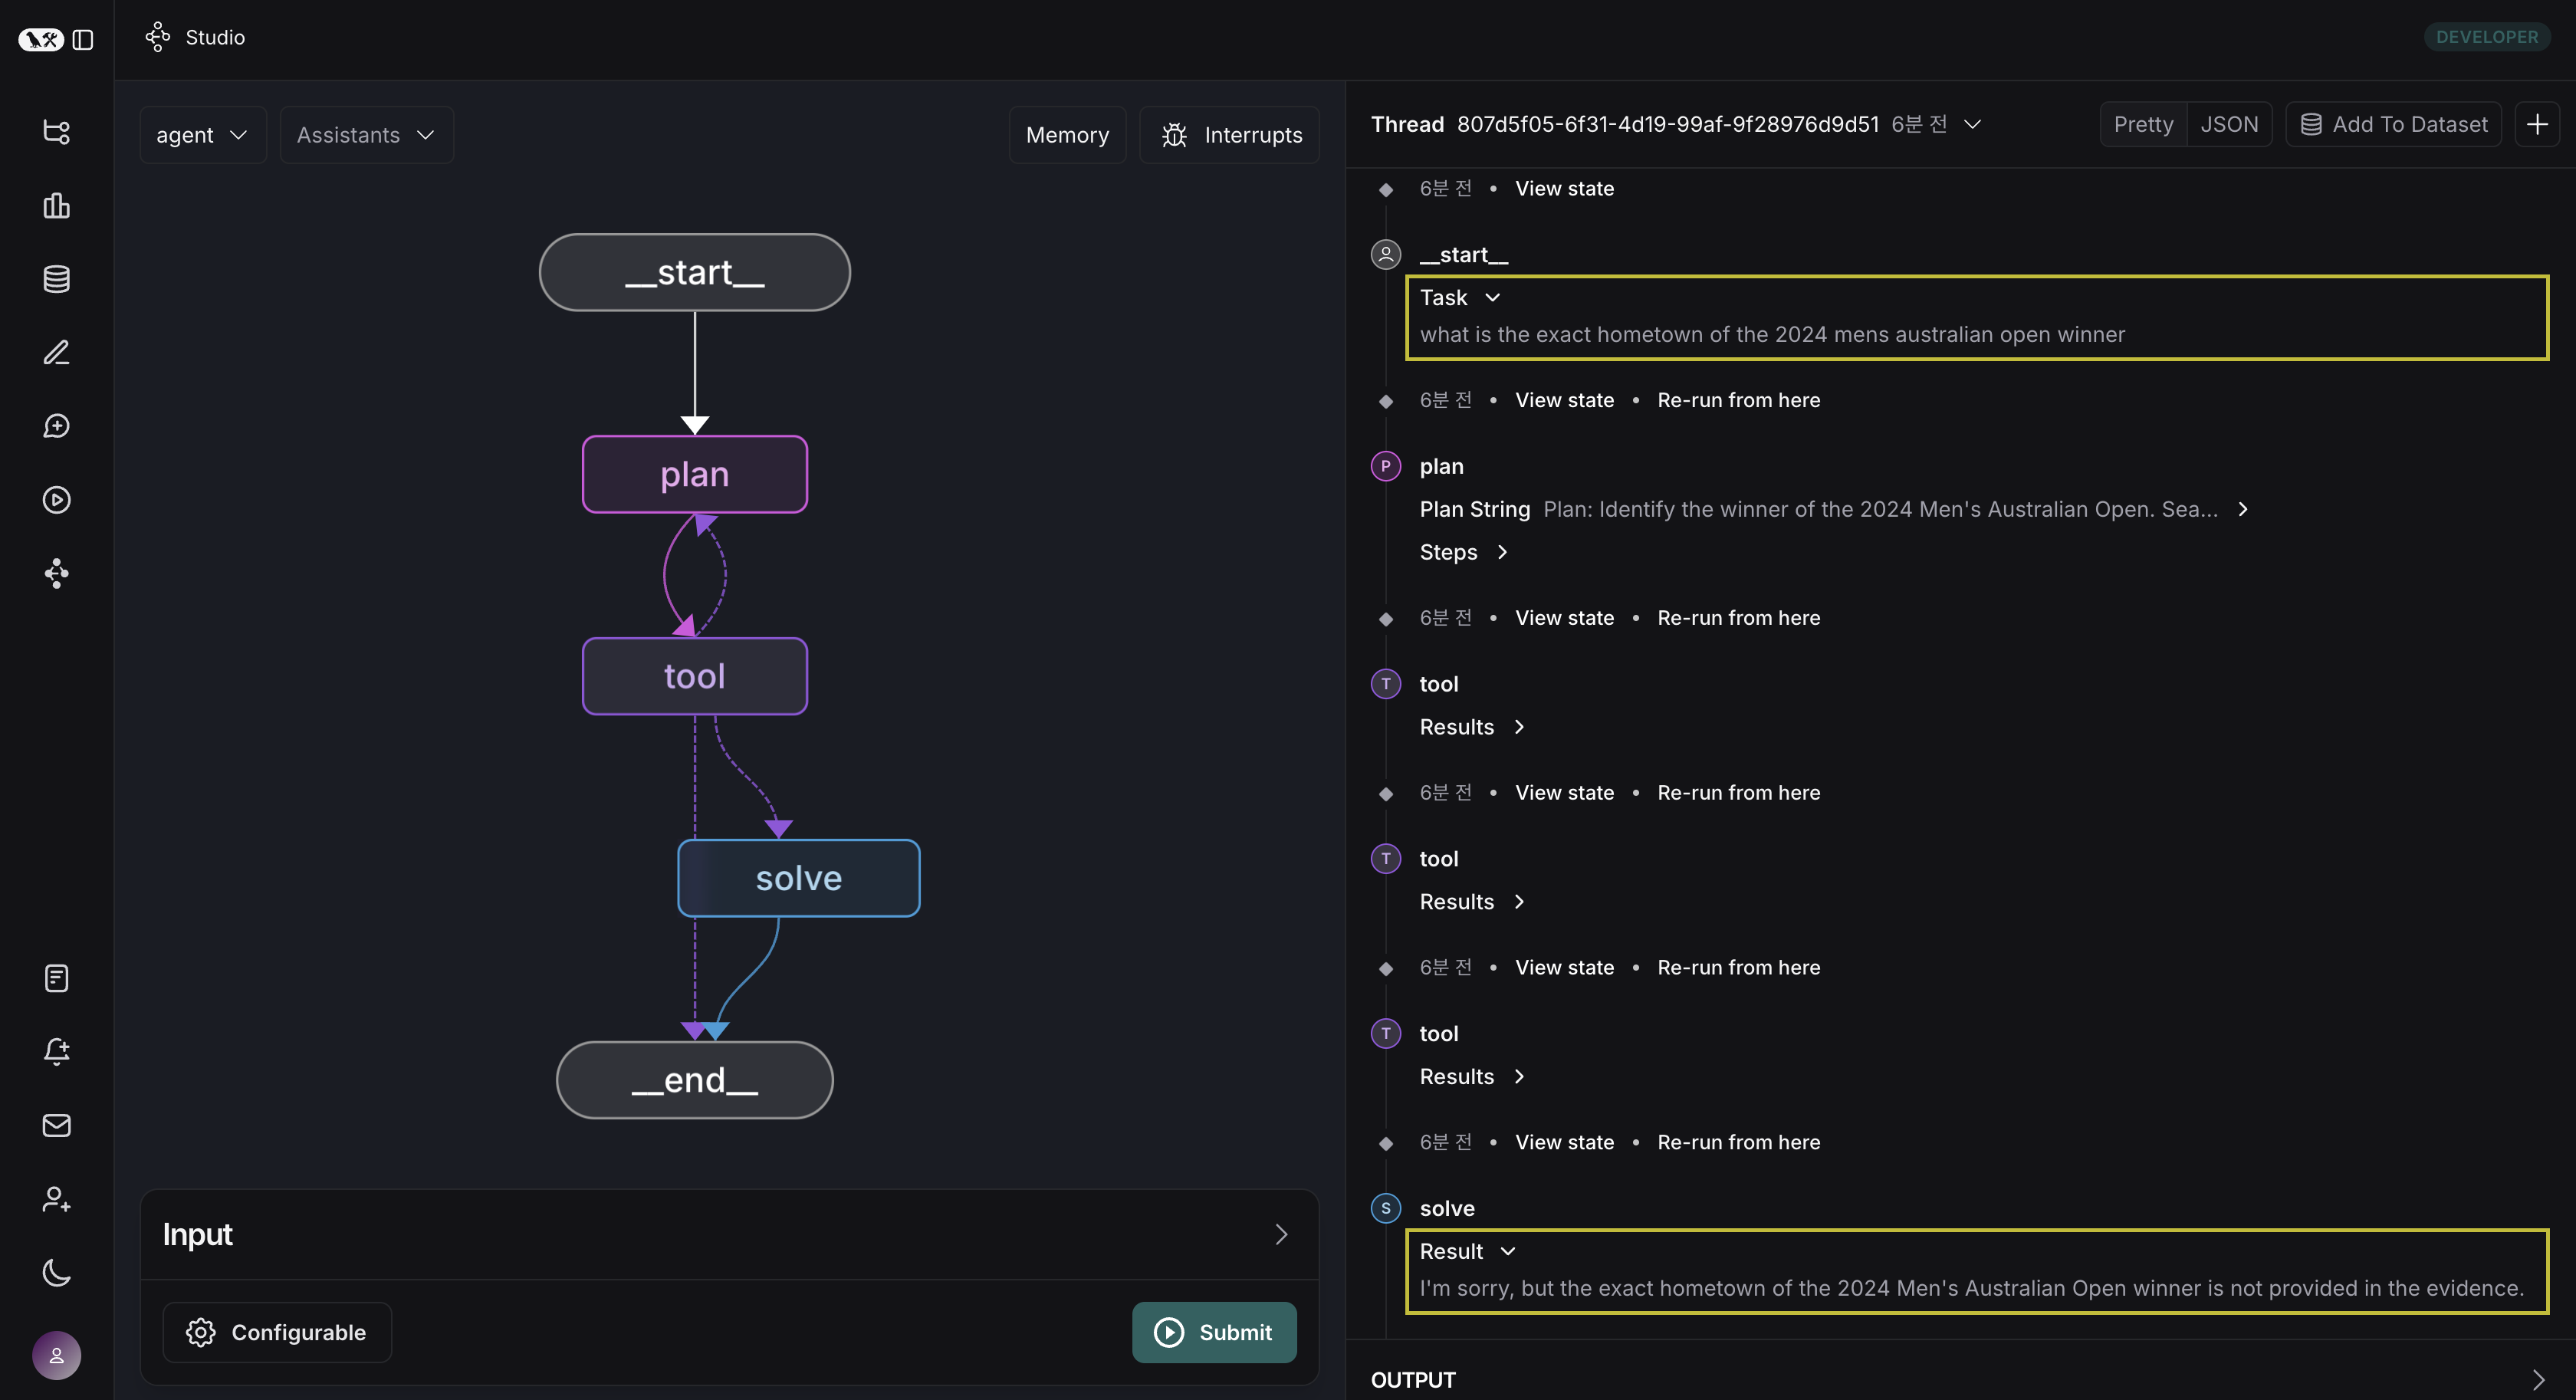 Studio
DEVELOPER
agent
Assistants
Memory
Interrupts
__start__
plan
tool
solve
__end__
Input
Configurable
Submit
Thread 807d5f05-6f31-4d19-99af-9f28976d9d51 6분 전
Pretty
JSON
Add To Dataset
6분 전 • View state
__start__
Task
what is the exact hometown of the 2024 mens australian open winner
6분 전 • View state • Re-run from here
P plan
Plan String Plan: Identify the winner of the 2024 Men's Australian Open. Sea...
Steps
6분 전 • View state • Re-run from here
T tool
Results
6분 전 • View state • Re-run from here
T tool
Results
6분 전 • View state • Re-run from here
T tool
Results
6분 전 • View state • Re-run from here
S solve
Result
I'm sorry, but the exact hometown of the 2024 Men's Australian Open winner is not provided in the evidence.
OUTPUT